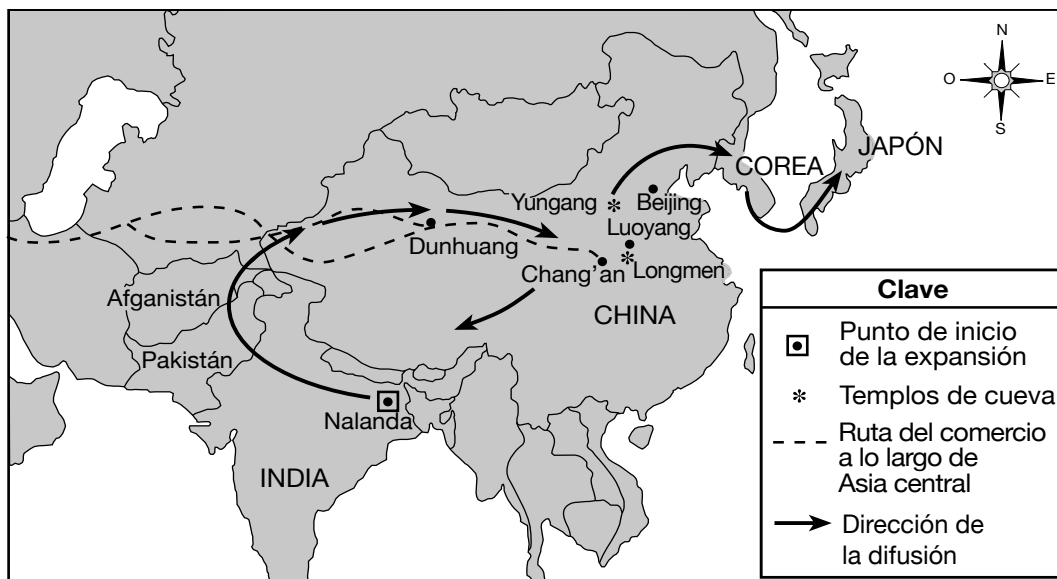 N
O
E
S
JAPÓN
COREA
Yungang
Beijing
Luoyang
Dunhuang
Chang'an
Longmen
Afganistán
CHINA
Pakistán
Nalanda
INDIA
Clave
Punto de inicio
de la expansión
Templos de cueva
Ruta del comercio
a lo largo de
Asia central
Dirección de
la difusión